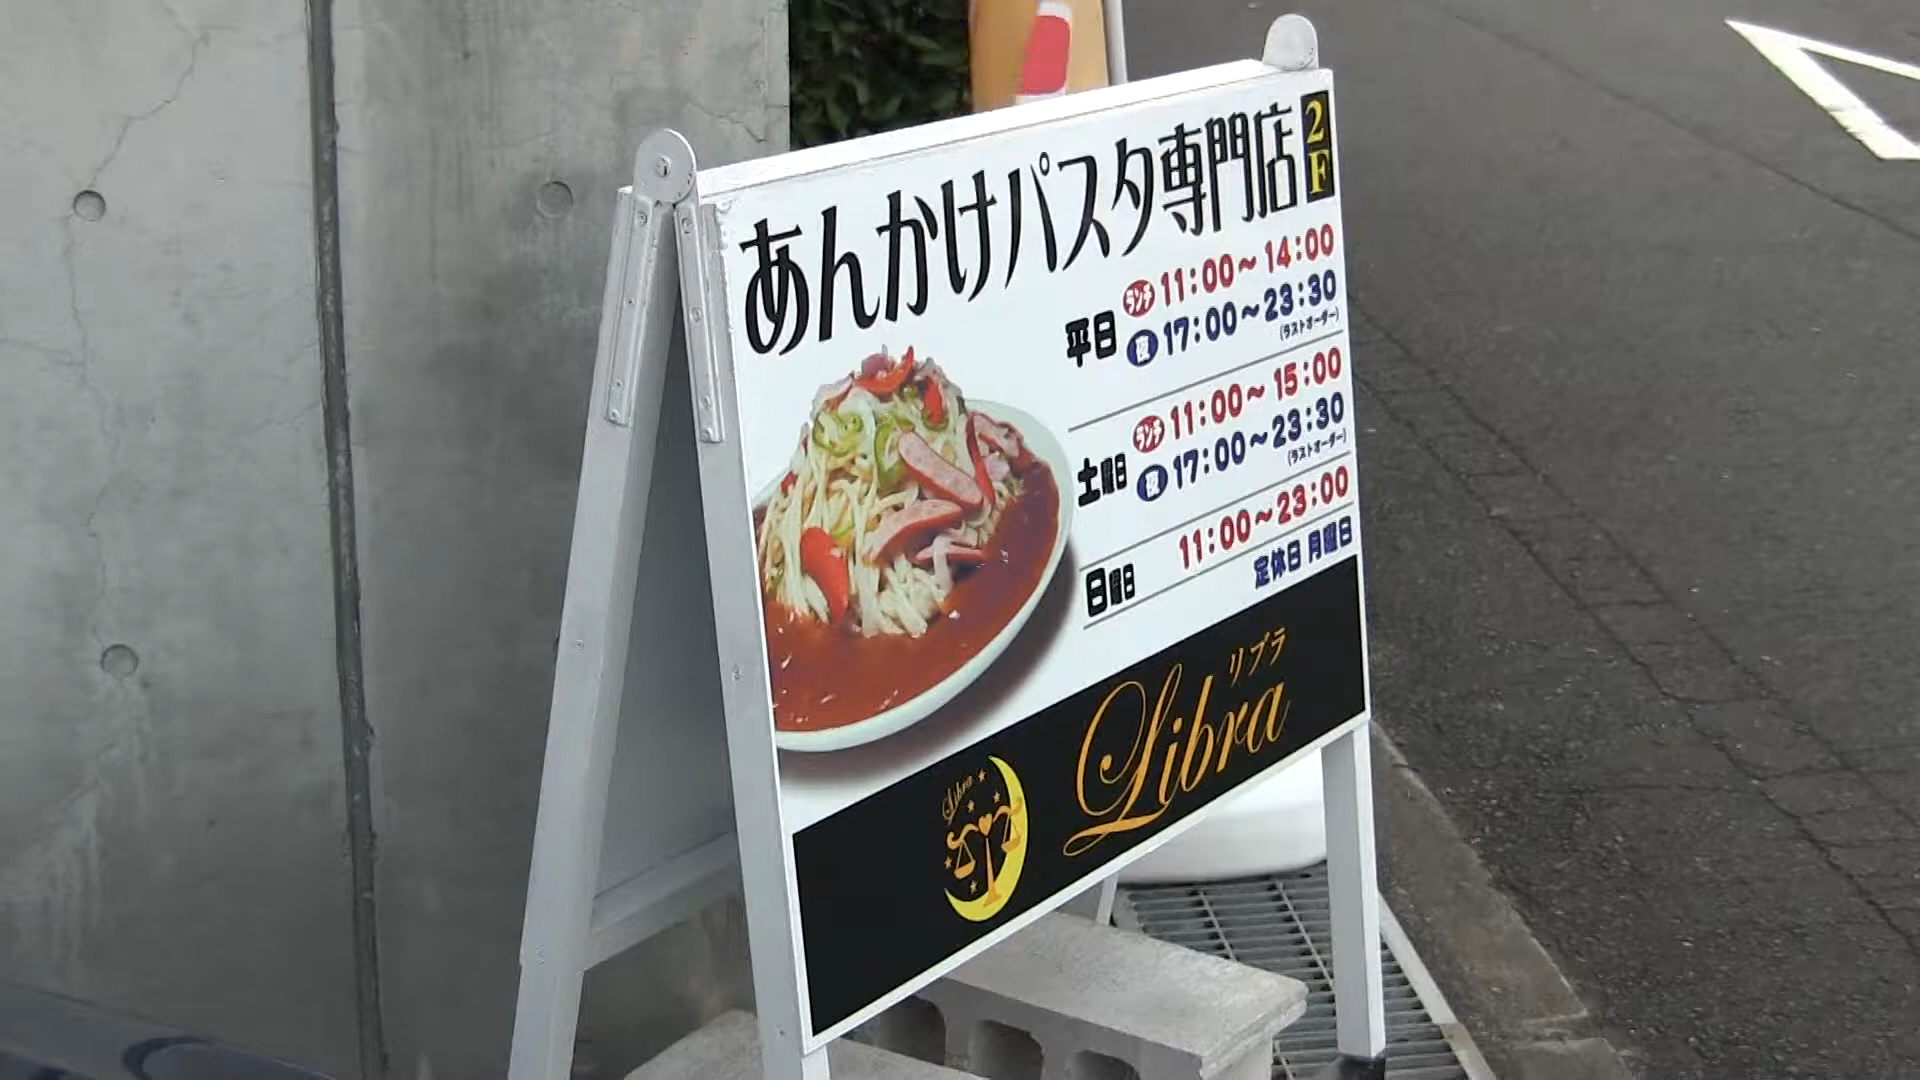 あんかけパスタ専門店 2F
平日 ランチ 11:00～14:00
夜 17:00～23:30
(ラストオーダー)
土曜日 ランチ 11:00～15:00
夜 17:00～23:30
(ラストオーダー)
日曜日 11:00～23:00
定休日 月曜日
リブラ
Libra
Libra